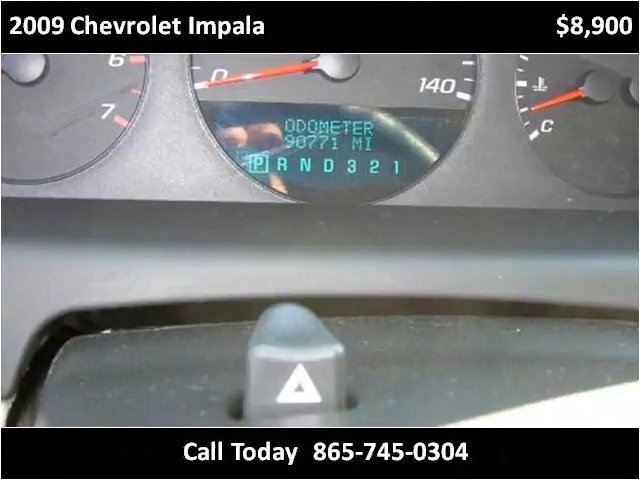 2009 Chevrolet Impala $8,900
6
7
0
140
C
ODOMETER
90771 MI
P R N D 3 2 1
Call Today 865-745-0304